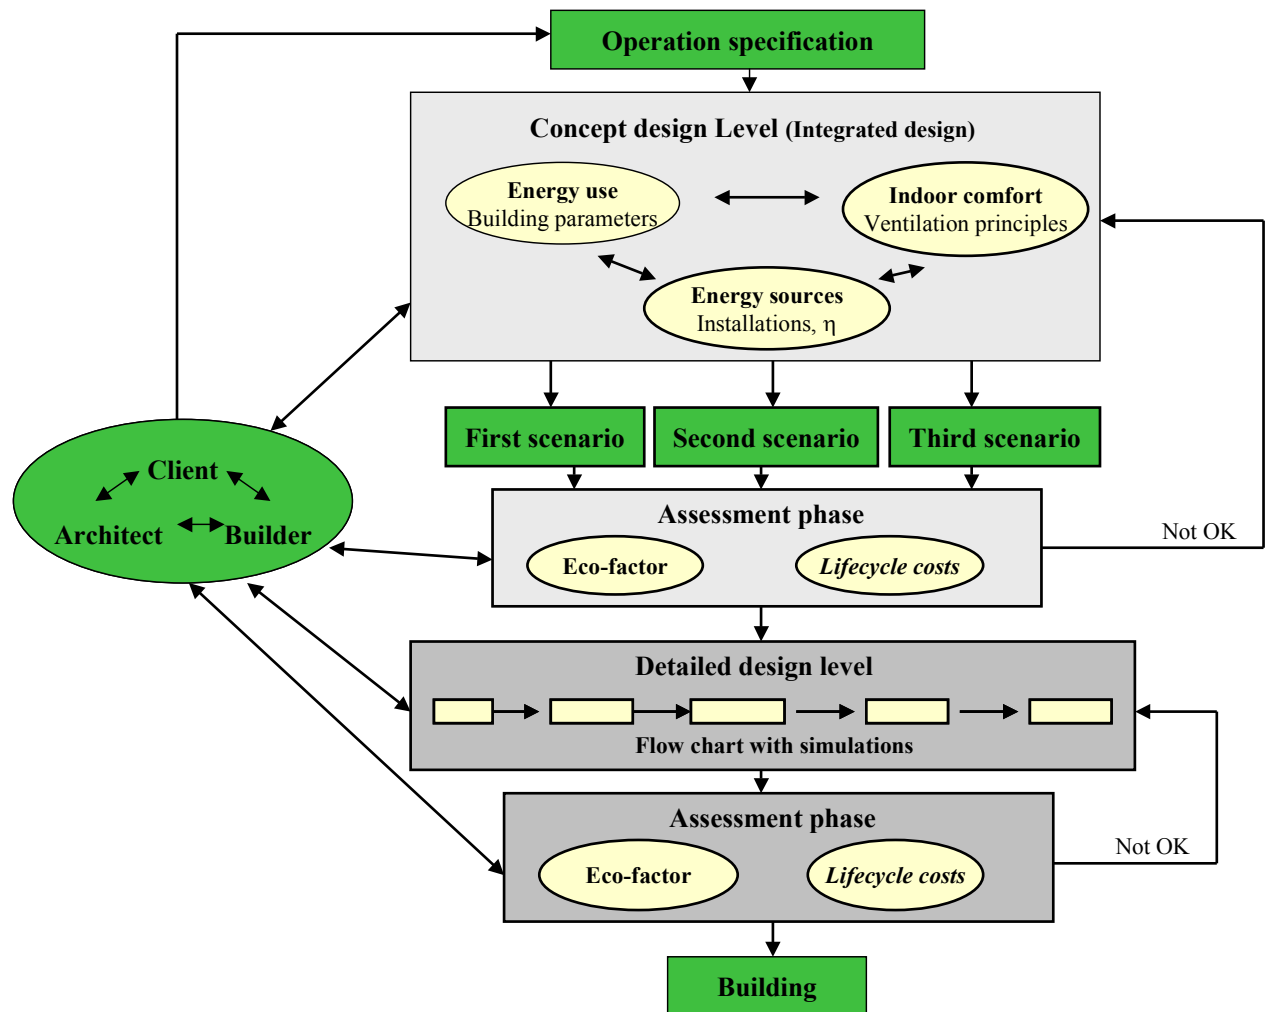 Operation specification
Concept design Level (Integrated design)
Energy use
Building parameters
Indoor comfort
Ventilation principles
Energy sources
Installations, η
First scenario
Second scenario
Third scenario
Client
Architect
Builder
Assessment phase
Eco-factor
Lifecycle costs
Not OK
Detailed design level
Flow chart with simulations
Assessment phase
Eco-factor
Lifecycle costs
Not OK
Building